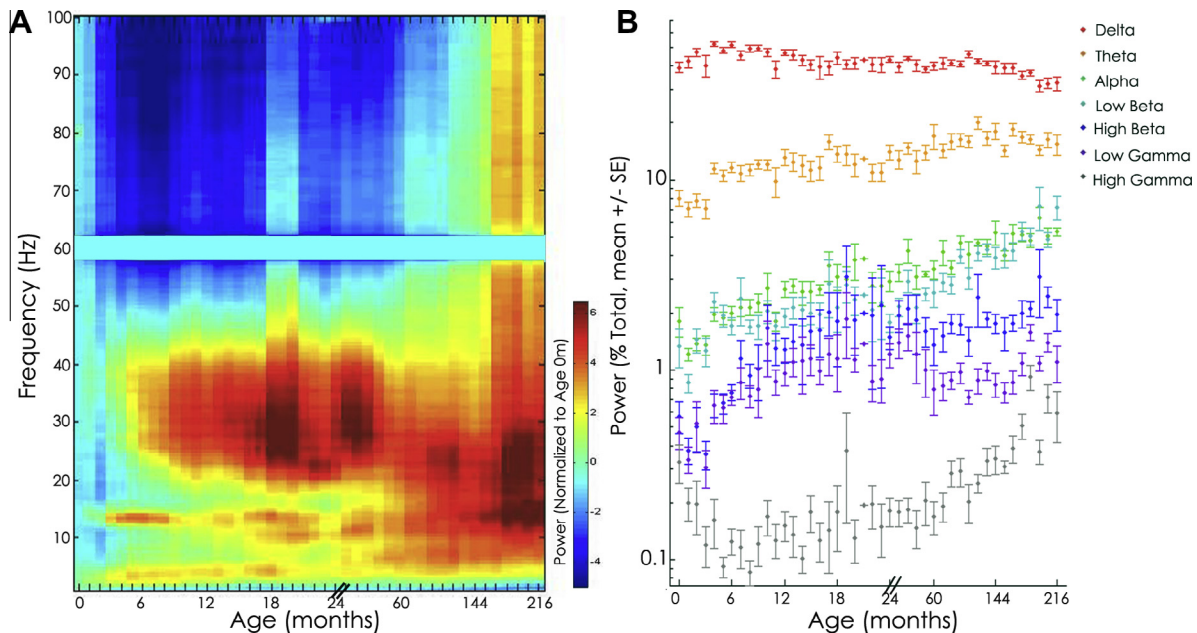 A
100
90
80
70
60
50
40
30
20
10
Frequency (Hz)
0 6 12 18 24 60 144 216
Age (months)
6
4
2
0
-2
-4
Power (Normalized to Age 0m)
B
10
1
0.1
Power (% Total, mean +/- SE)
0 6 12 18 24 60 144 216
Age (months)
Delta
Theta
Alpha
Low Beta
High Beta
Low Gamma
High Gamma